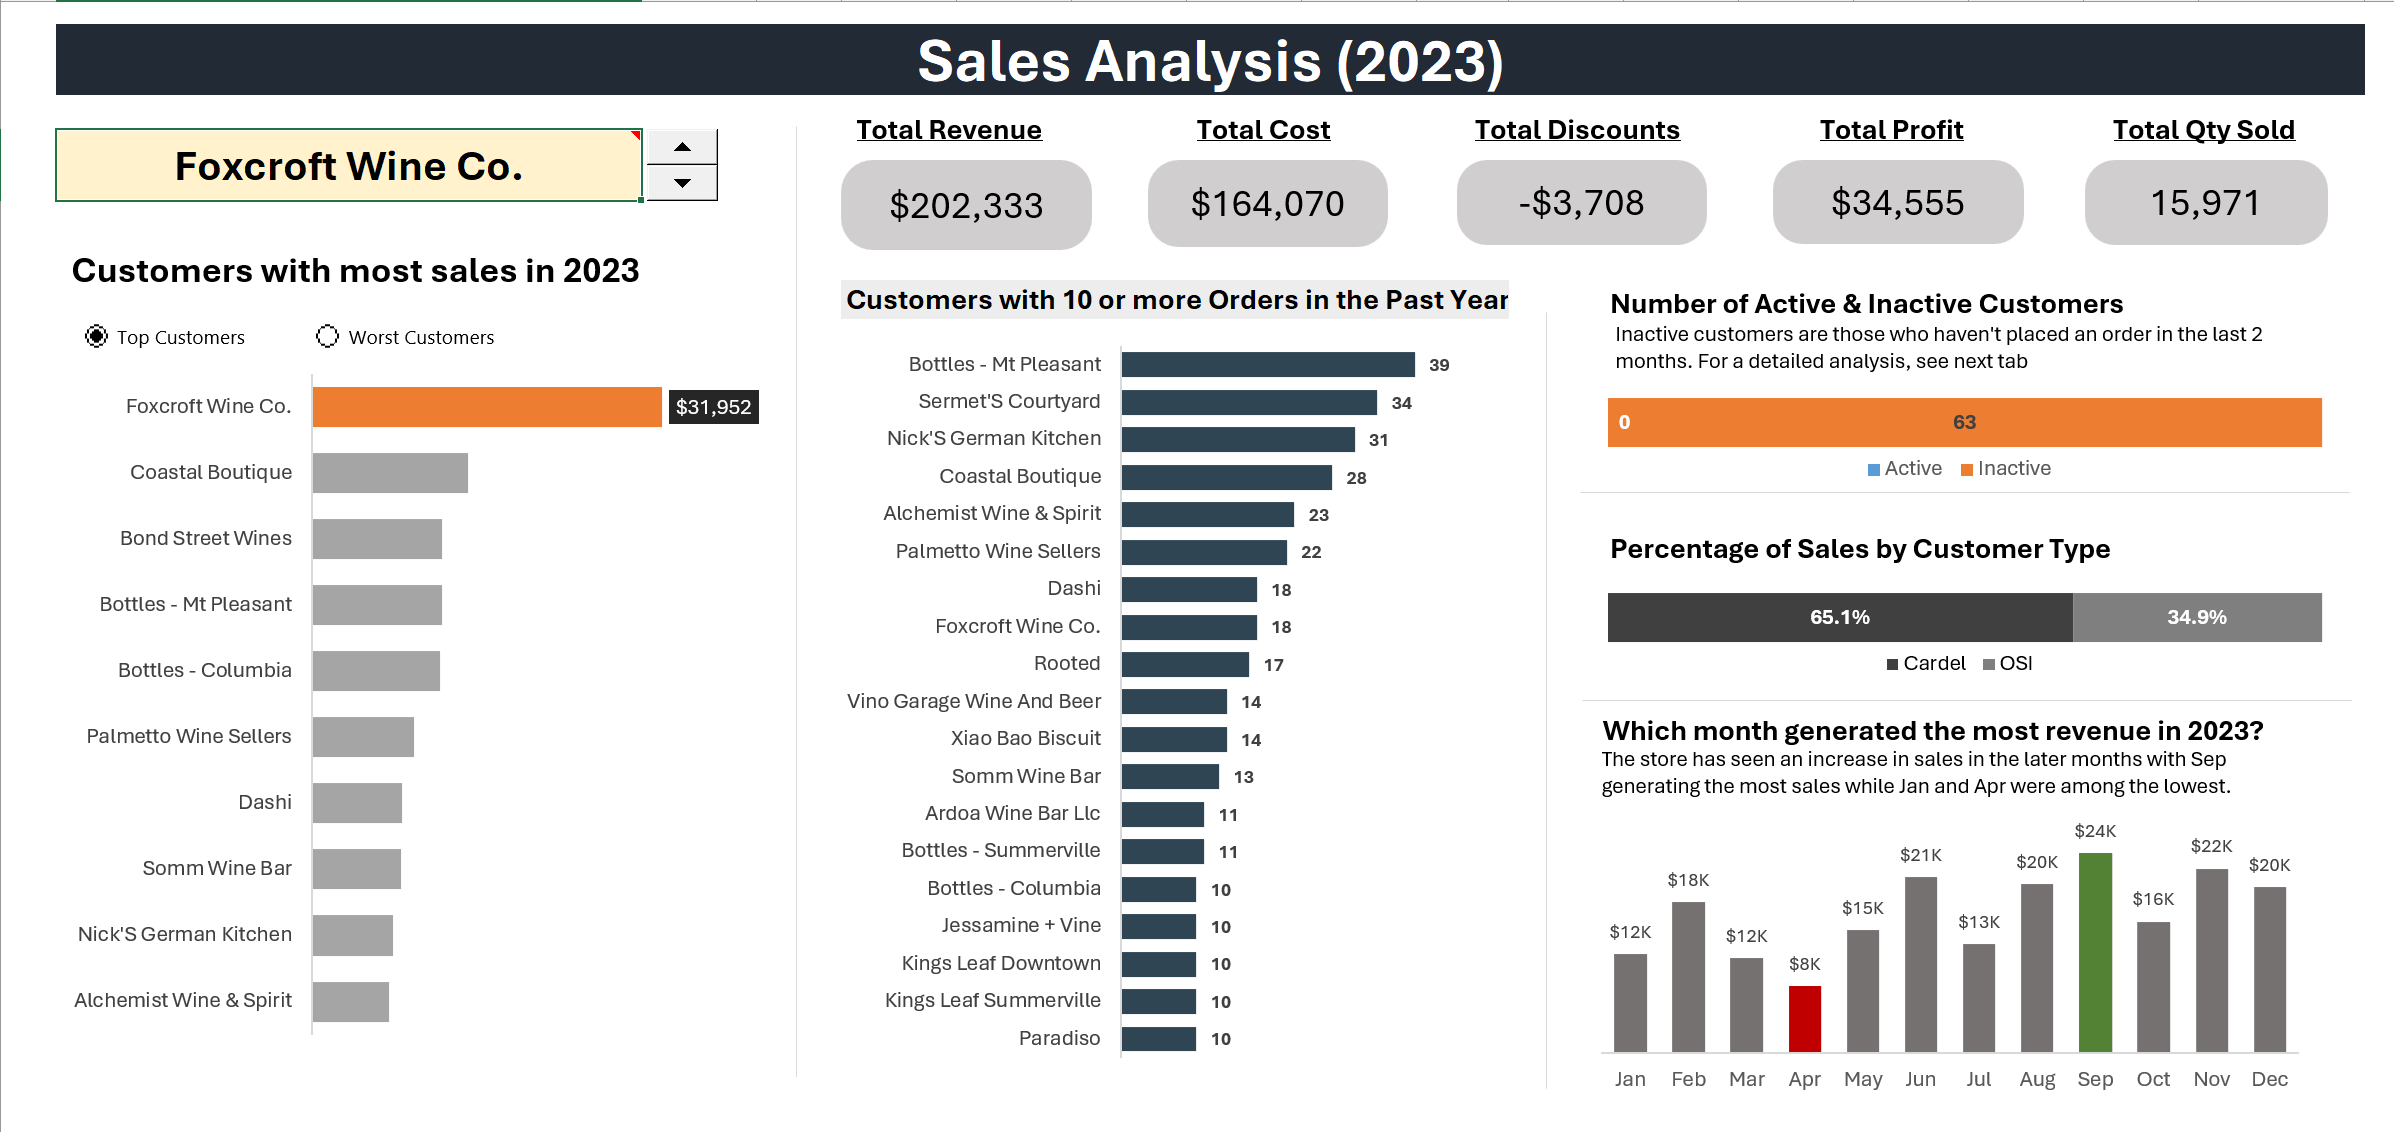 Sales Analysis (2023)
Foxcroft Wine Co.
Total Revenue
$202,333
Total Cost
$164,070
Total Discounts
-$3,708
Total Profit
$34,555
Total Qty Sold
15,971
Customers with most sales in 2023
Top Customers
Worst Customers
Foxcroft Wine Co.
$31,952
Coastal Boutique
Bond Street Wines
Bottles - Mt Pleasant
Bottles - Columbia
Palmetto Wine Sellers
Dashi
Somm Wine Bar
Nick'S German Kitchen
Alchemist Wine & Spirit
Customers with 10 or more Orders in the Past Year
Bottles - Mt Pleasant 39
Sermet'S Courtyard 34
Nick'S German Kitchen 31
Coastal Boutique 28
Alchemist Wine & Spirit 23
Palmetto Wine Sellers 22
Dashi 18
Foxcroft Wine Co. 18
Rooted 17
Vino Garage Wine And Beer 14
Xiao Bao Biscuit 14
Somm Wine Bar 13
Ardoa Wine Bar Llc 11
Bottles - Summerville 11
Bottles - Columbia 10
Jessamine + Vine 10
Kings Leaf Downtown 10
Kings Leaf Summerville 10
Paradiso 10
Number of Active & Inactive Customers
Inactive customers are those who haven't placed an order in the last 2
months. For a detailed analysis, see next tab
0 63
Active Inactive
Percentage of Sales by Customer Type
65.1% 34.9%
Cardel OSI
Which month generated the most revenue in 2023?
The store has seen an increase in sales in the later months with Sep
generating the most sales while Jan and Apr were among the lowest.
$12K $18K $12K $8K $15K $21K $13K $20K $24K $16K $22K $20K
Jan Feb Mar Apr May Jun Jul Aug Sep Oct Nov Dec